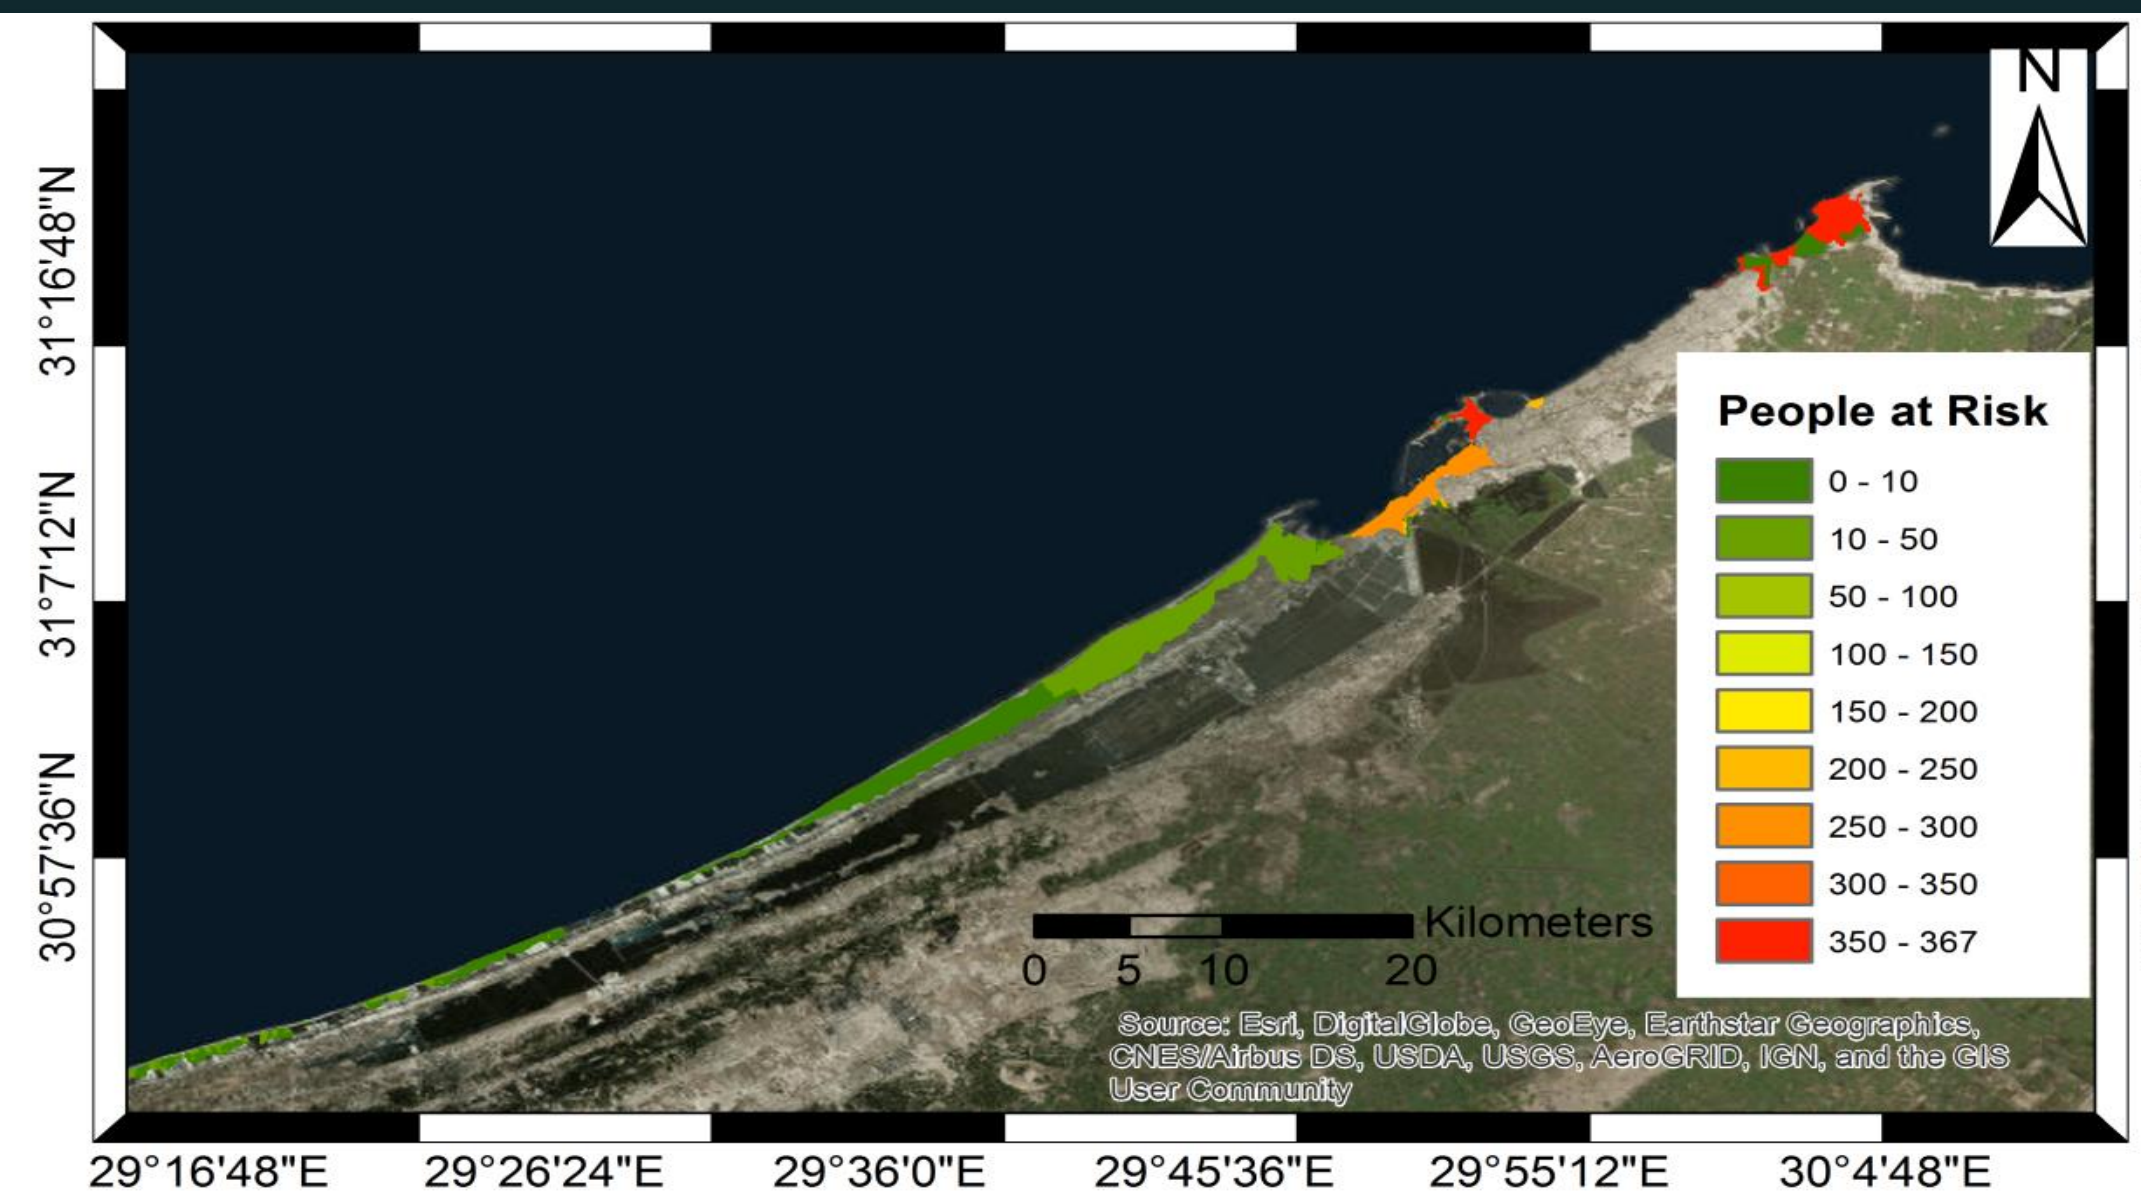 N
31°16'48"N
31°7'12"N
30°57'36"N
People at Risk
0 - 10
10 - 50
50 - 100
100 - 150
150 - 200
200 - 250
250 - 300
300 - 350
350 - 367
Kilometers
0 5 10 20
Source: Esri, DigitalGlobe, GeoEye, Earthstar Geographics,
CNES/Airbus DS, USDA, USGS, AeroGRID, IGN, and the GIS
User Community
29°16'48"E 29°26'24"E 29°36'0"E 29°45'36"E 29°55'12"E 30°4'48"E